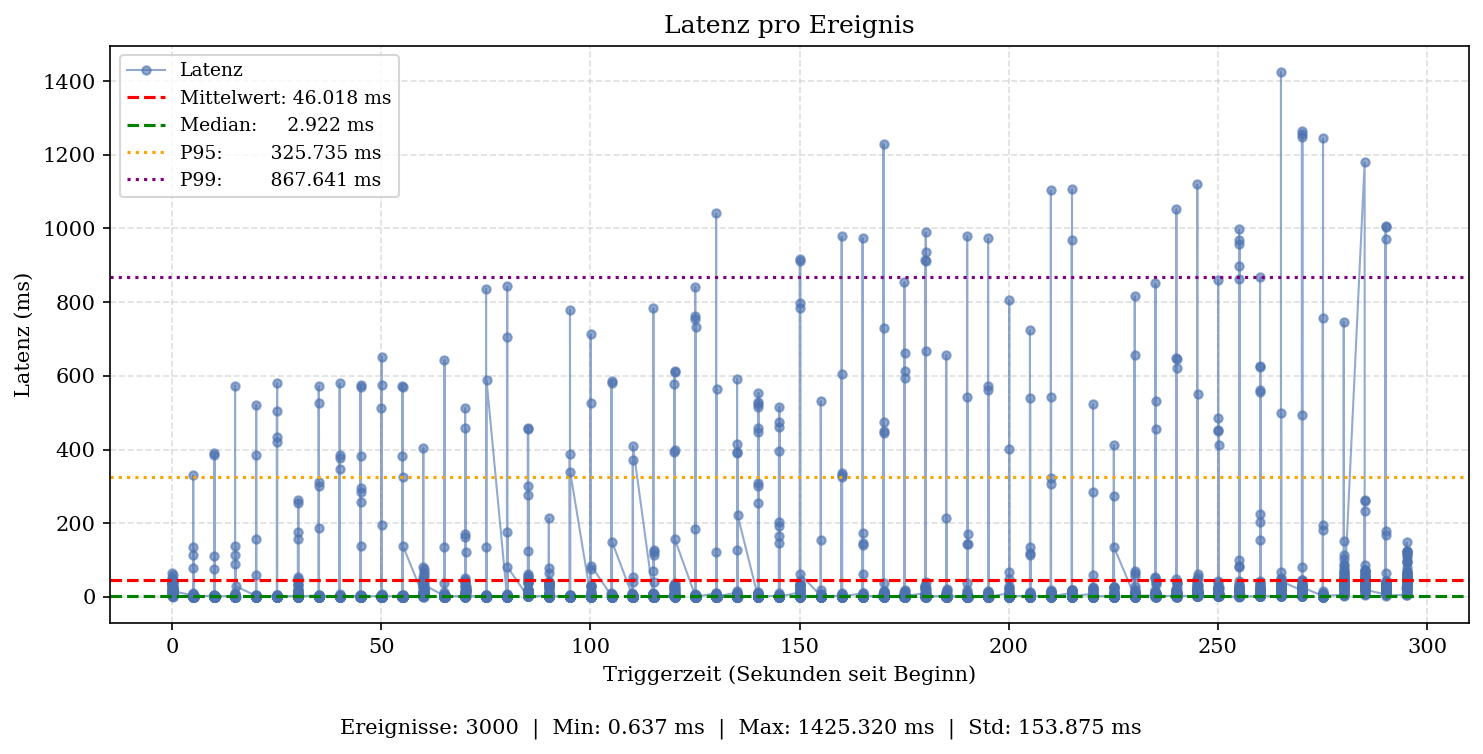 Latenz pro Ereignis
Latenz
Mittelwert: 46.018 ms
Median: 2.922 ms
P95: 325.735 ms
P99: 867.641 ms
Latenz (ms)
1400
1200
1000
800
600
400
200
0
0 50 100 150 200 250 300
Triggerzeit (Sekunden seit Beginn)
Ereignisse: 3000 | Min: 0.637 ms | Max: 1425.320 ms | Std: 153.875 ms